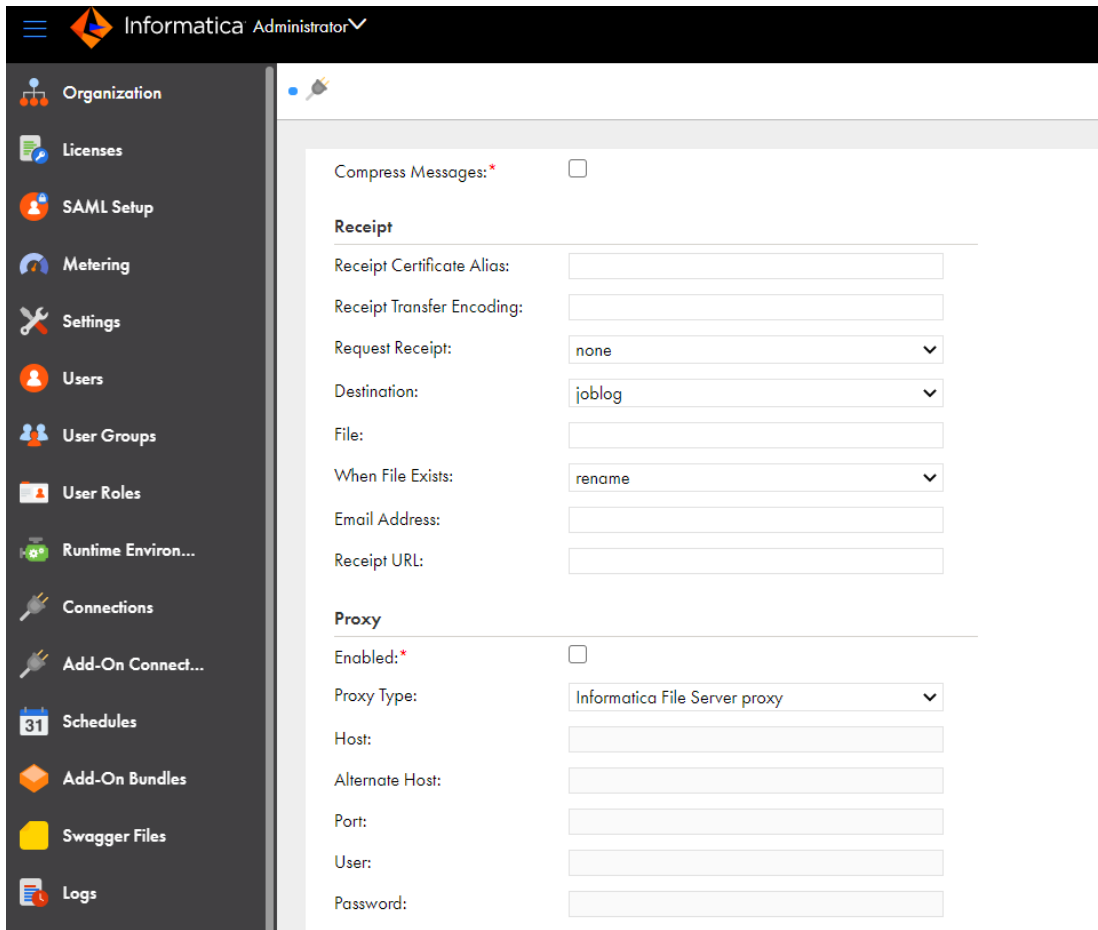 Informatica Administrator
Organization
Licenses
SAML Setup
Metering
Settings
Users
User Groups
User Roles
Runtime Environ...
Connections
Add-On Connect...
Schedules
31
Add-On Bundles
Swagger Files
Logs
Compress Messages:*
Receipt
Receipt Certificate Alias:
Receipt Transfer Encoding:
Request Receipt: none
Destination: joblog
File:
When File Exists: rename
Email Address:
Receipt URL:
Proxy
Enabled:*
Proxy Type: Informatica File Server proxy
Host:
Alternate Host:
Port:
User:
Password: